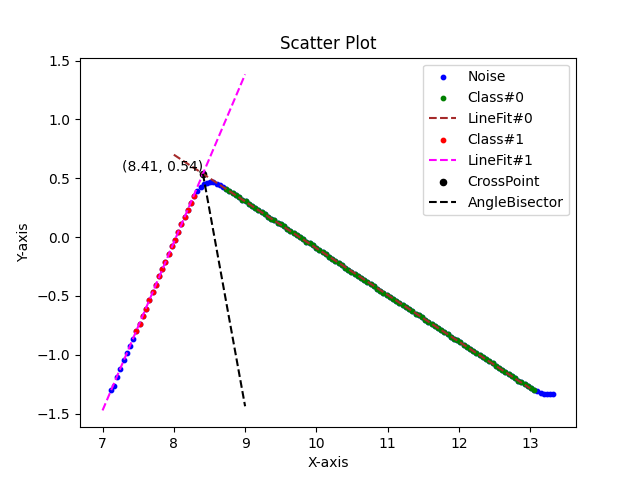 Scatter Plot
1.5
1.0
0.5
0.0
−0.5
−1.0
−1.5
Y-axis
(8.41, 0.54)
Noise
Class#0
LineFit#0
Class#1
LineFit#1
CrossPoint
AngleBisector
7 8 9 10 11 12 13
X-axis